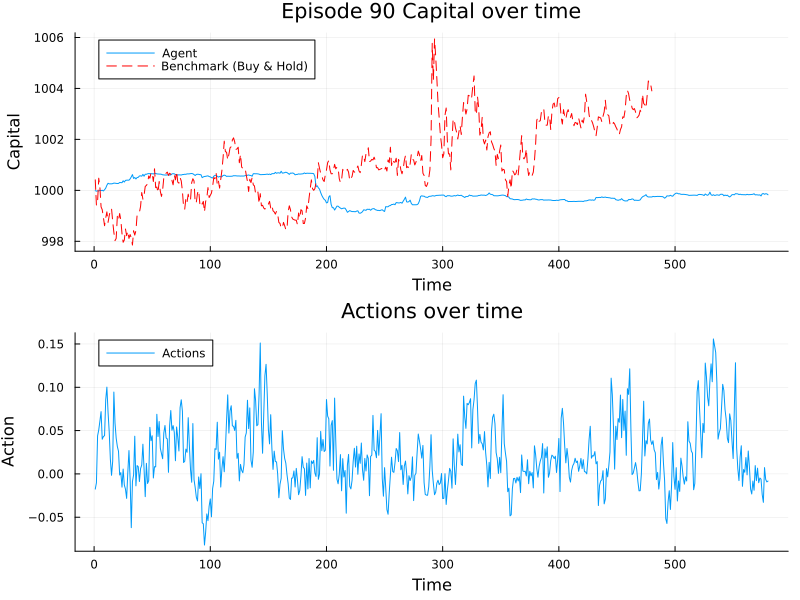 Episode 90 Capital over time
1006
1004
1002
1000
998
Capital
Agent
Benchmark (Buy & Hold)
0 100 200 300 400 500
Time
Actions over time
0.15
0.10
0.05
0.00
−0.05
Action
Actions
0 100 200 300 400 500
Time